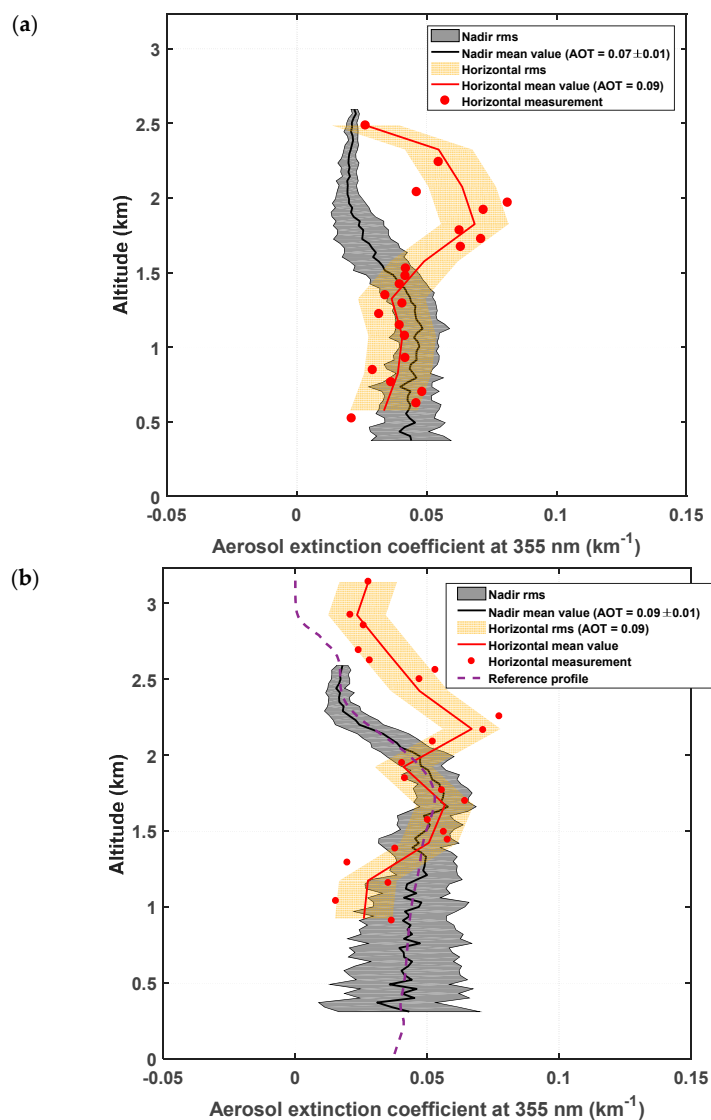 (a)
Nadir rms
Nadir mean value (AOT = 0.07±0.01)
Horizontal rms
Horizontal mean value (AOT = 0.09)
Horizontal measurement
3
2.5
2
1.5
1
0.5
0
Altitude (km)
-0.05 0 0.05 0.1 0.15
Aerosol extinction coefficient at 355 nm (km⁻¹)
(b)
Nadir rms
Nadir mean value (AOT = 0.09±0.01)
Horizontal rms (AOT = 0.09)
Horizontal mean value
Horizontal measurement
Reference profile
3
2.5
2
1.5
1
0.5
0
Altitude (km)
-0.05 0 0.05 0.1 0.15
Aerosol extinction coefficient at 355 nm (km⁻¹)